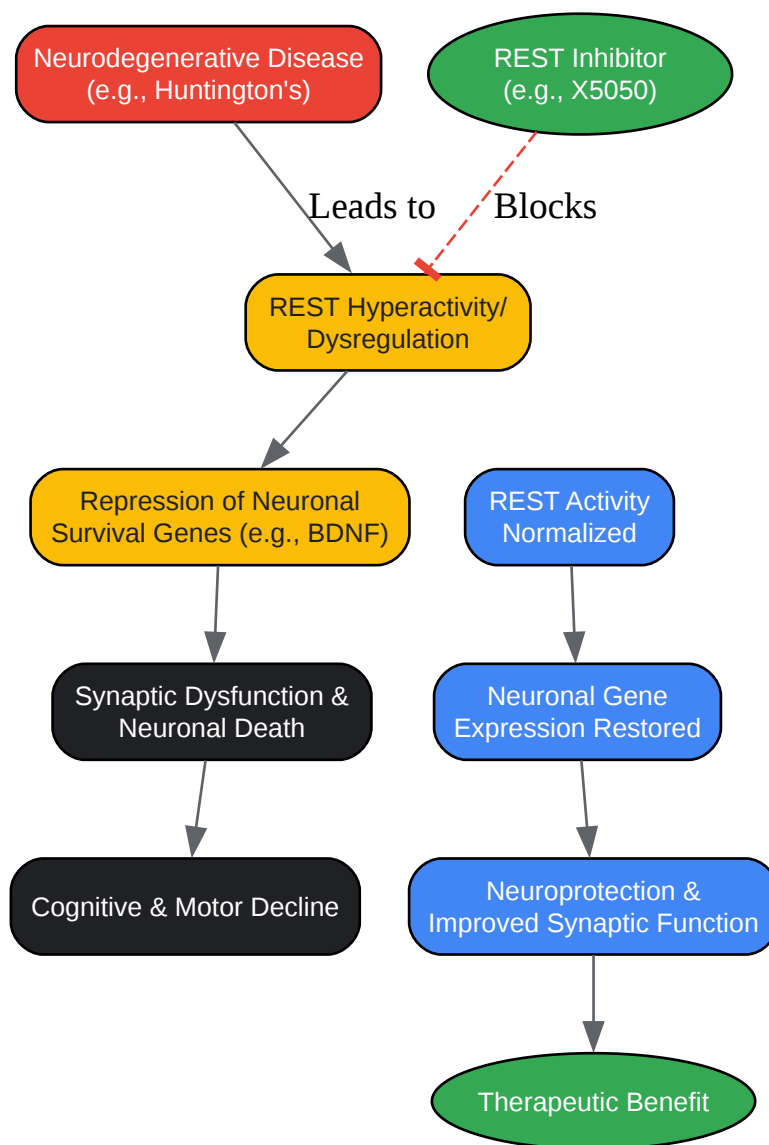 Neurodegenerative Disease
(e.g., Huntington's)
REST Inhibitor
(e.g., X5050)
Leads to
Blocks
REST Hyperactivity/
Dysregulation
Repression of Neuronal
Survival Genes (e.g., BDNF)
REST Activity
Normalized
Synaptic Dysfunction &
Neuronal Death
Neuronal Gene
Expression Restored
Cognitive & Motor Decline
Neuroprotection &
Improved Synaptic Function
Therapeutic Benefit